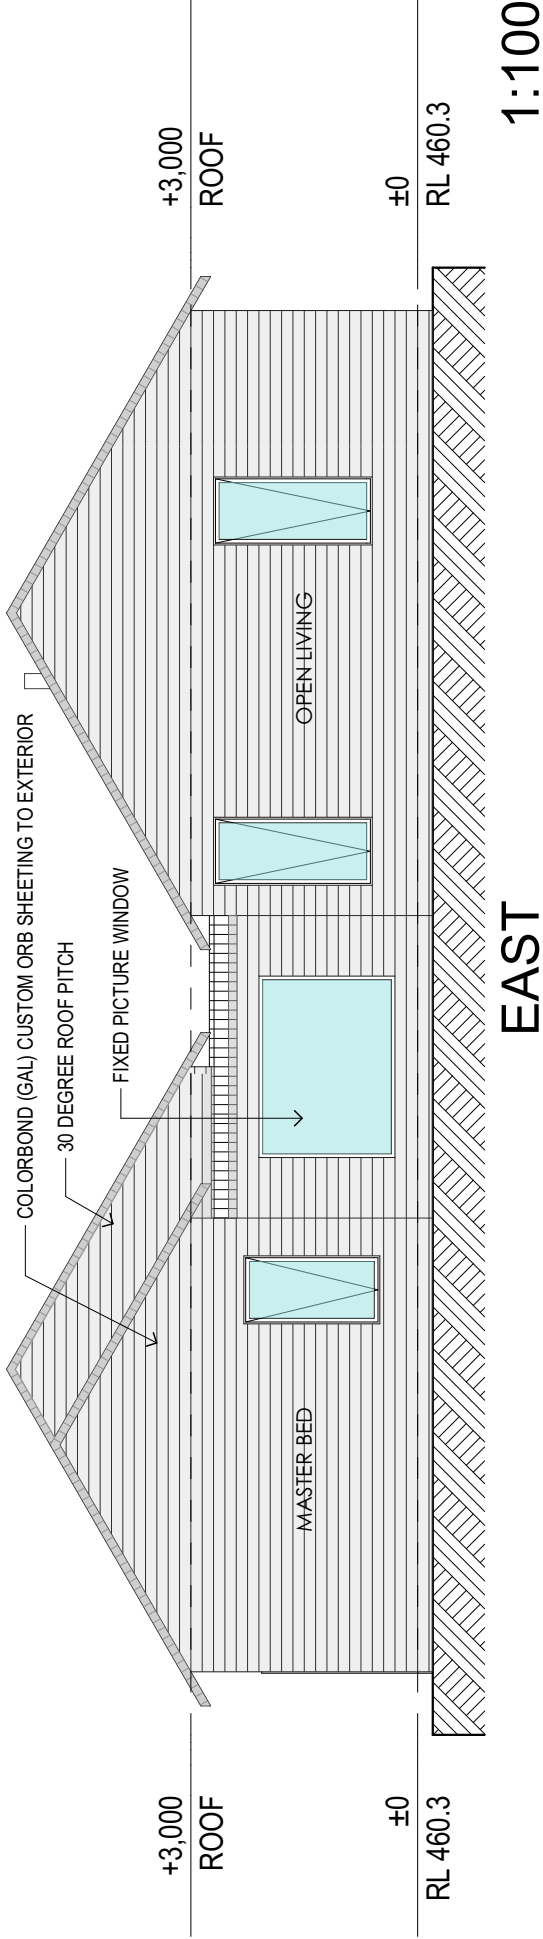 COLORBOND (GAL) CUSTOM ORB SHEETING TO EXTERIOR
30 DEGREE ROOF PITCH
FIXED PICTURE WINDOW
+3,000
ROOF
+3,000
ROOF
MASTER BED
OPEN LIVING
±0
RL 460.3
±0
RL 460.3
EAST
1:100